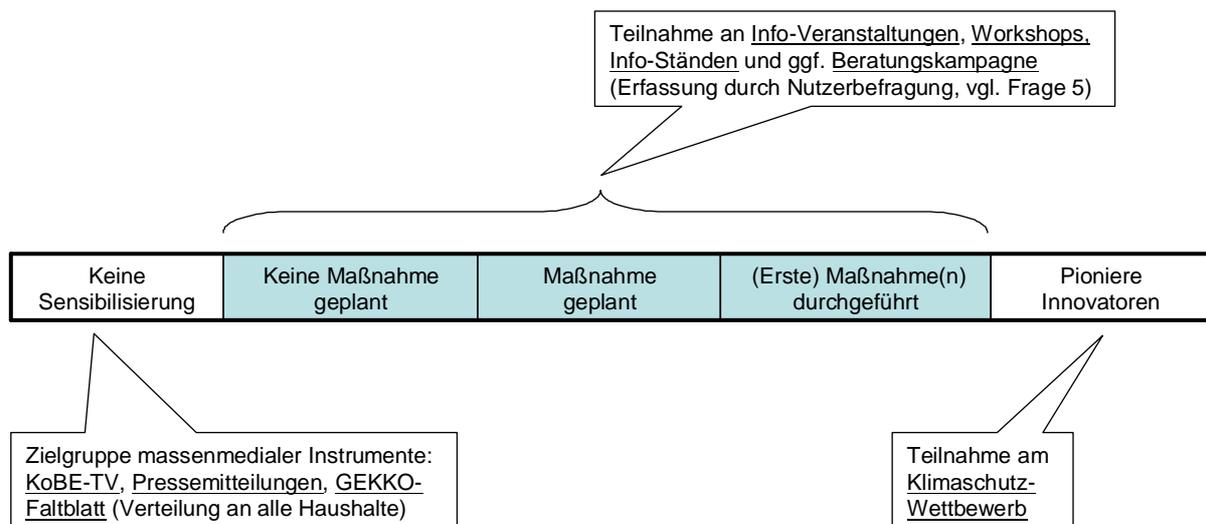 Teilnahme an Info-Veranstaltungen, Workshops,
Info-Ständen und ggf. Beratungskampagne
(Erfassung durch Nutzerbefragung, vgl. Frage 5)
Keine
Sensibilisierung
Keine Maßnahme
geplant
Maßnahme
geplant
(Erste) Maßnahme(n)
durchgeführt
Pioniere
Innovatoren
Zielgruppe massenmedialer Instrumente:
KoBE-TV, Pressemitteilungen, GEKKO-
Faltblatt (Verteilung an alle Haushalte)
Teilnahme am
Klimaschutz-
Wettbewerb